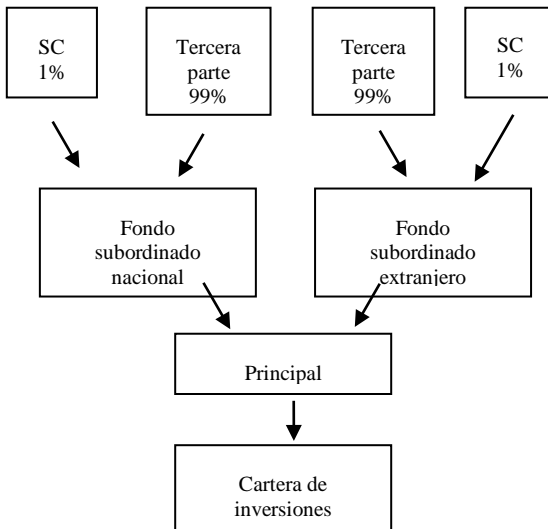 SC
1%
Tercera
parte
99%
Tercera
parte
99%
SC
1%
Fondo
subordinado
nacional
Fondo
subordinado
extranjero
Principal
Cartera de
inversiones